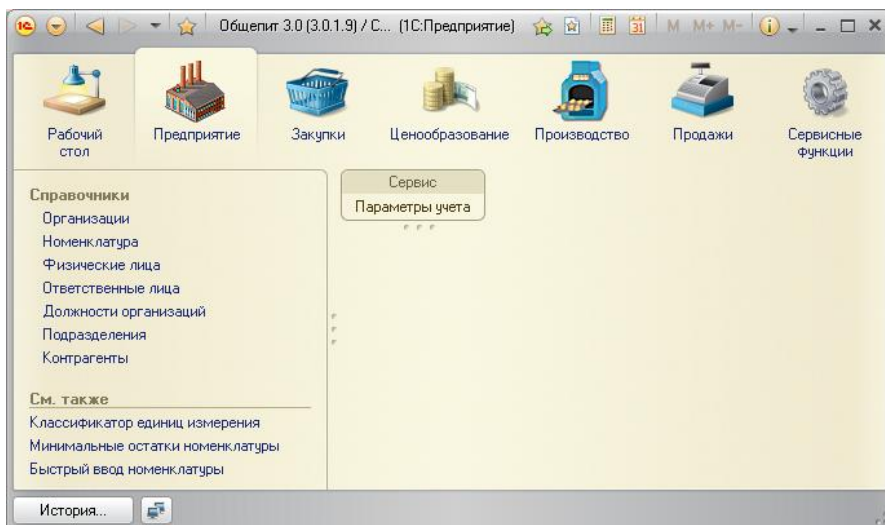 1С Общепит 3.0 (3.0.1.9) / С... (1С:Предприятие) 31 M M+ M-
Рабочий стол
Предприятие
Закупки
Ценообразование
Производство
Продажи
Сервисные функции
Справочники
Организации
Номенклатура
Физические лица
Ответственные лица
Должности организаций
Подразделения
Контрагенты
См. также
Классификатор единиц измерения
Минимальные остатки номенклатуры
Быстрый ввод номенклатуры
Сервис
Параметры учета
История...